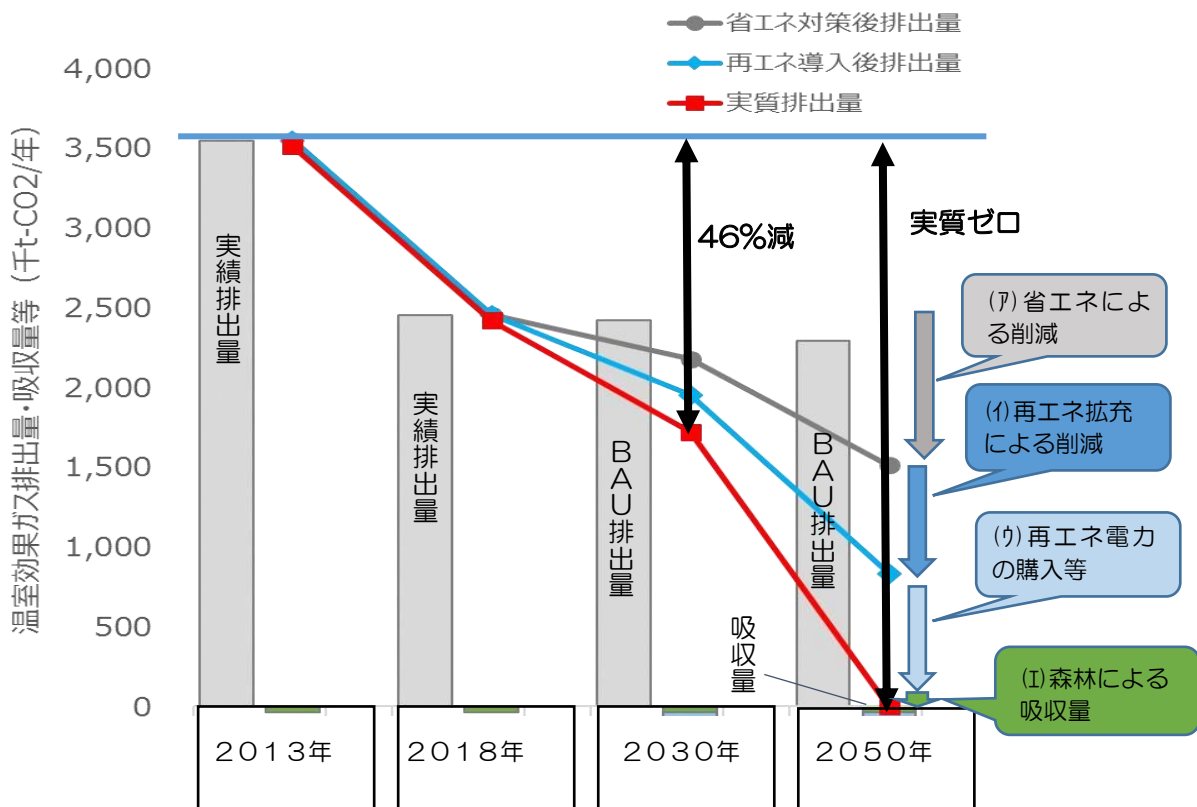 省エネ対策後排出量
再エネ導入後排出量
実質排出量
温室効果ガス排出量・吸収量等 (千t-CO2/年)
4,000
3,500
3,000
2,500
2,000
1,500
1,000
500
0
実績排出量
実績排出量
BAU排出量
BAU排出量
46%減
実質ゼロ
(ア)省エネによ
る削減
(イ)再エネ拡充
による削減
(ウ)再エネ電力
の購入等
(エ)森林による
吸収量
吸収量
2013年
2018年
2030年
2050年